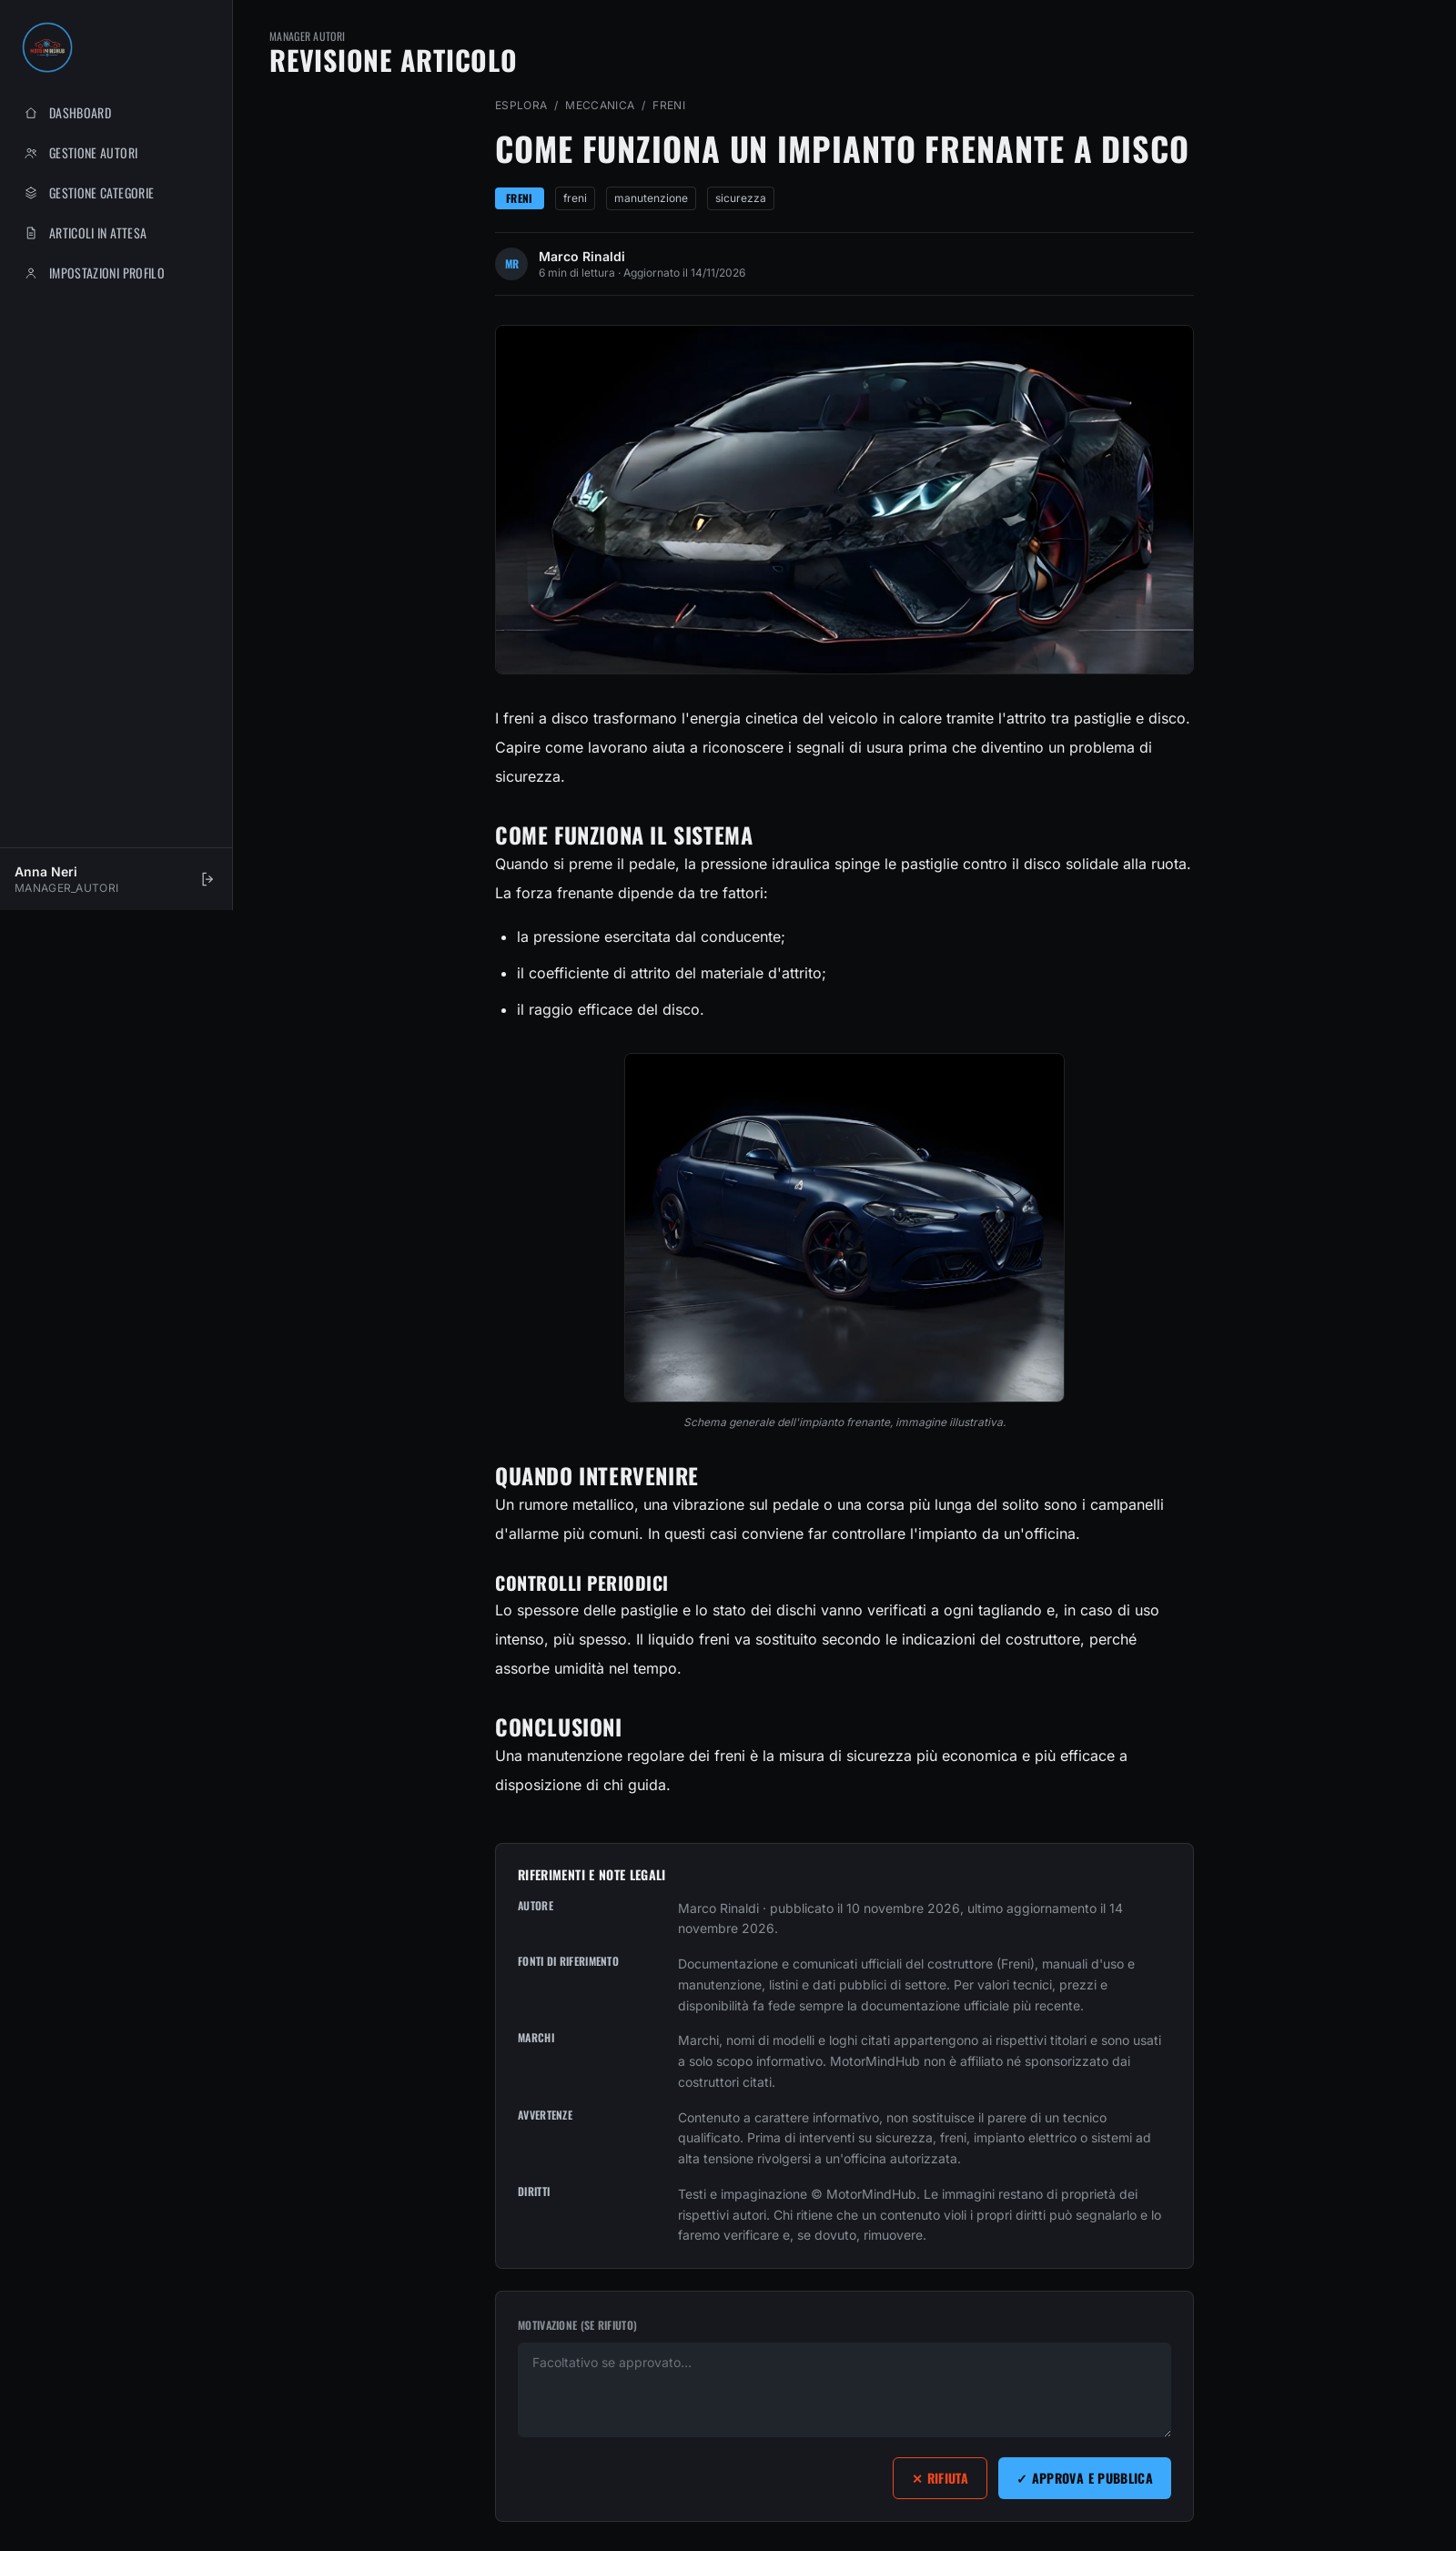 DASHBOARD
GESTIONE AUTORI
GESTIONE CATEGORIE
ARTICOLI IN ATTESA
IMPOSTAZIONI PROFILO
Anna Neri
MANAGER_AUTORI
MANAGER AUTORI
REVISIONE ARTICOLO
ESPLORA / MECCANICA / FRENI
COME FUNZIONA UN IMPIANTO FRENANTE A DISCO
FRENI freni manutenzione sicurezza
MR
Marco Rinaldi
6 min di lettura · Aggiornato il 14/11/2026
I freni a disco trasformano l'energia cinetica del veicolo in calore tramite l'attrito tra pastiglie e disco.
Capire come lavorano aiuta a riconoscere i segnali di usura prima che diventino un problema di
sicurezza.
COME FUNZIONA IL SISTEMA
Quando si preme il pedale, la pressione idraulica spinge le pastiglie contro il disco solidale alla ruota.
La forza frenante dipende da tre fattori:
• la pressione esercitata dal conducente;
• il coefficiente di attrito del materiale d'attrito;
• il raggio efficace del disco.
Schema generale dell'impianto frenante, immagine illustrativa.
QUANDO INTERVENIRE
Un rumore metallico, una vibrazione sul pedale o una corsa più lunga del solito sono i campanelli
d'allarme più comuni. In questi casi conviene far controllare l'impianto da un'officina.
CONTROLLI PERIODICI
Lo spessore delle pastiglie e lo stato dei dischi vanno verificati a ogni tagliando e, in caso di uso
intenso, più spesso. Il liquido freni va sostituito secondo le indicazioni del costruttore, perché
assorbe umidità nel tempo.
CONCLUSIONI
Una manutenzione regolare dei freni è la misura di sicurezza più economica e più efficace a
disposizione di chi guida.
RIFERIMENTI E NOTE LEGALI
AUTORE
Marco Rinaldi · pubblicato il 10 novembre 2026, ultimo aggiornamento il 14
novembre 2026.
FONTI DI RIFERIMENTO
Documentazione e comunicati ufficiali del costruttore (Freni), manuali d'uso e
manutenzione, listini e dati pubblici di settore. Per valori tecnici, prezzi e
disponibilità fa fede sempre la documentazione ufficiale più recente.
MARCHI
Marchi, nomi di modelli e loghi citati appartengono ai rispettivi titolari e sono usati
a solo scopo informativo. MotorMindHub non è affiliato né sponsorizzato dai
costruttori citati.
AVVERTENZE
Contenuto a carattere informativo, non sostituisce il parere di un tecnico
qualificato. Prima di interventi su sicurezza, freni, impianto elettrico o sistemi ad
alta tensione rivolgersi a un'officina autorizzata.
DIRITTI
Testi e impaginazione © MotorMindHub. Le immagini restano di proprietà dei
rispettivi autori. Chi ritiene che un contenuto violi i propri diritti può segnalarlo e lo
faremo verificare e, se dovuto, rimuovere.
MOTIVAZIONE (SE RIFIUTO)
Facoltativo se approvato...
✕ RIFIUTA
✓ APPROVA E PUBBLICA